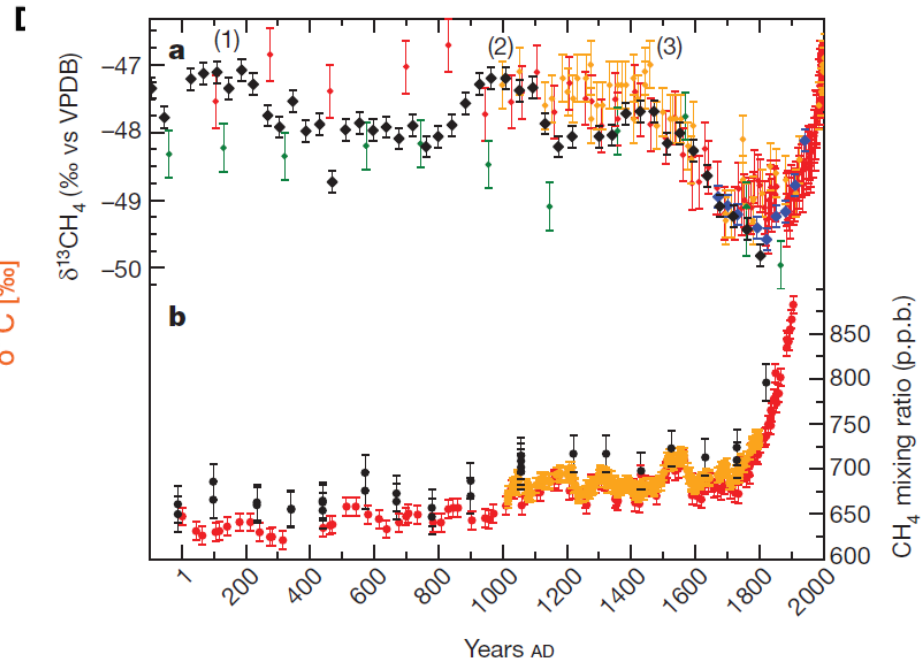 a
(1)
(2)
(3)
–47
–48
–49
–50
δ¹³CH₄ (‰ vs VPDB)
C [‰]
b
850
800
750
700
650
600
CH₄ mixing ratio (p.p.b.)
1 200 400 600 800 1000 1200 1400 1600 1800 2000
Years AD